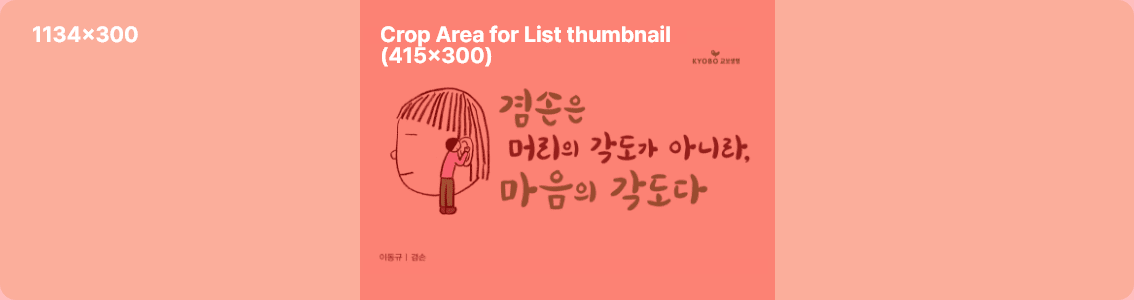 1134×300
Crop Area for List thumbnail
(415×300)
KYOBO 교보생명
겸손은
머리의 각도가 아니라,
마음의 각도다
이동규 | 겸손